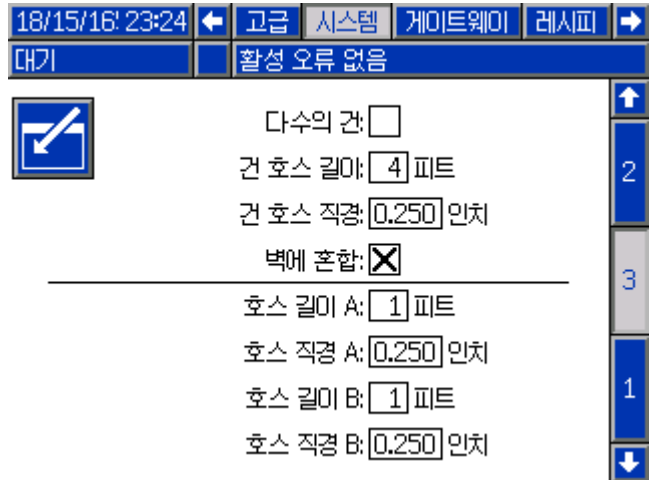 18/15/16' 23:24 고급 시스템 게이트웨이 레시피
대기 활성 오류 없음
다수의 건:
건 호스 길이: 4 피트
건 호스 직경: 0.250 인치
벽에 혼합:
호스 길이 A: 1 피트
호스 직경 A: 0.250 인치
호스 길이 B: 1 피트
호스 직경 B: 0.250 인치
2
3
1